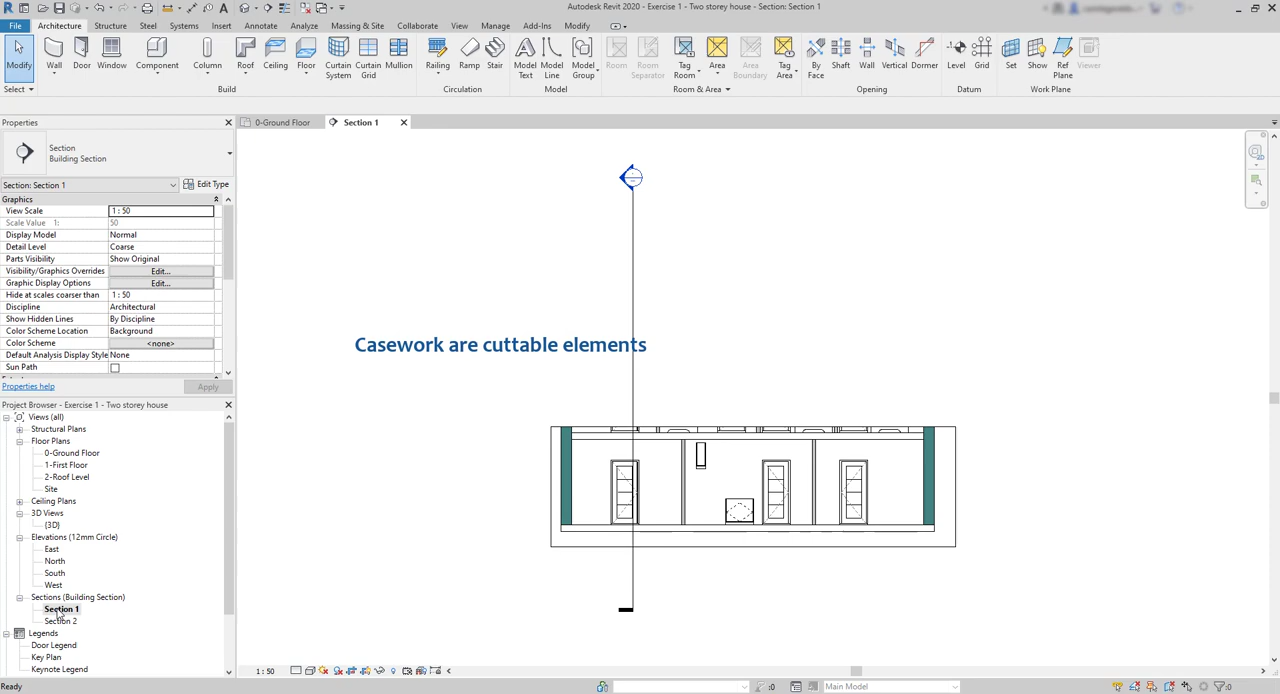 Autodesk Revit 2020 - Exercise 1 - Two storey house - Section: Section 1
File Architecture Structure Steel Systems Insert Annotate Analyze Massing & Site Collaborate View Manage Add-Ins Modify
Modify Wall Door Window Component Column Roof Ceiling Floor Curtain System Curtain Grid Mullion Railing Ramp Stair Model Text Model Line Model Group Room Room Separator Tag Room Area Area Boundary Tag Area By Face Shaft Wall Vertical Dormer Level Grid Set Show Ref Plane Viewer
Select Build Circulation Model Room & Area Opening Datum Work Plane
Properties
0-Ground Floor
Section 1
Section
Building Section
Section: Section 1
Edit Type
Graphics
View Scale 1 : 50
Scale Value 1: 50
Display Model Normal
Detail Level Coarse
Parts Visibility Show Original
Visibility/Graphics Overrides Edit...
Graphic Display Options Edit...
Hide at scales coarser than 1 : 50
Discipline Architectural
Show Hidden Lines By Discipline
Color Scheme Location Background
Color Scheme <none>
Default Analysis Display Style None
Sun Path
Properties help
Apply
Casework are cuttable elements
Project Browser - Exercise 1 - Two storey house
Views (all)
Structural Plans
Floor Plans
0-Ground Floor
1-First Floor
2-Roof Level
Site
Ceiling Plans
3D Views
{3D}
Elevations (12mm Circle)
East
North
South
West
Sections (Building Section)
Section 1
Section 2
Legends
Door Legend
Key Plan
Keynote Legend
1 : 50
Ready
:0
Main Model
:0